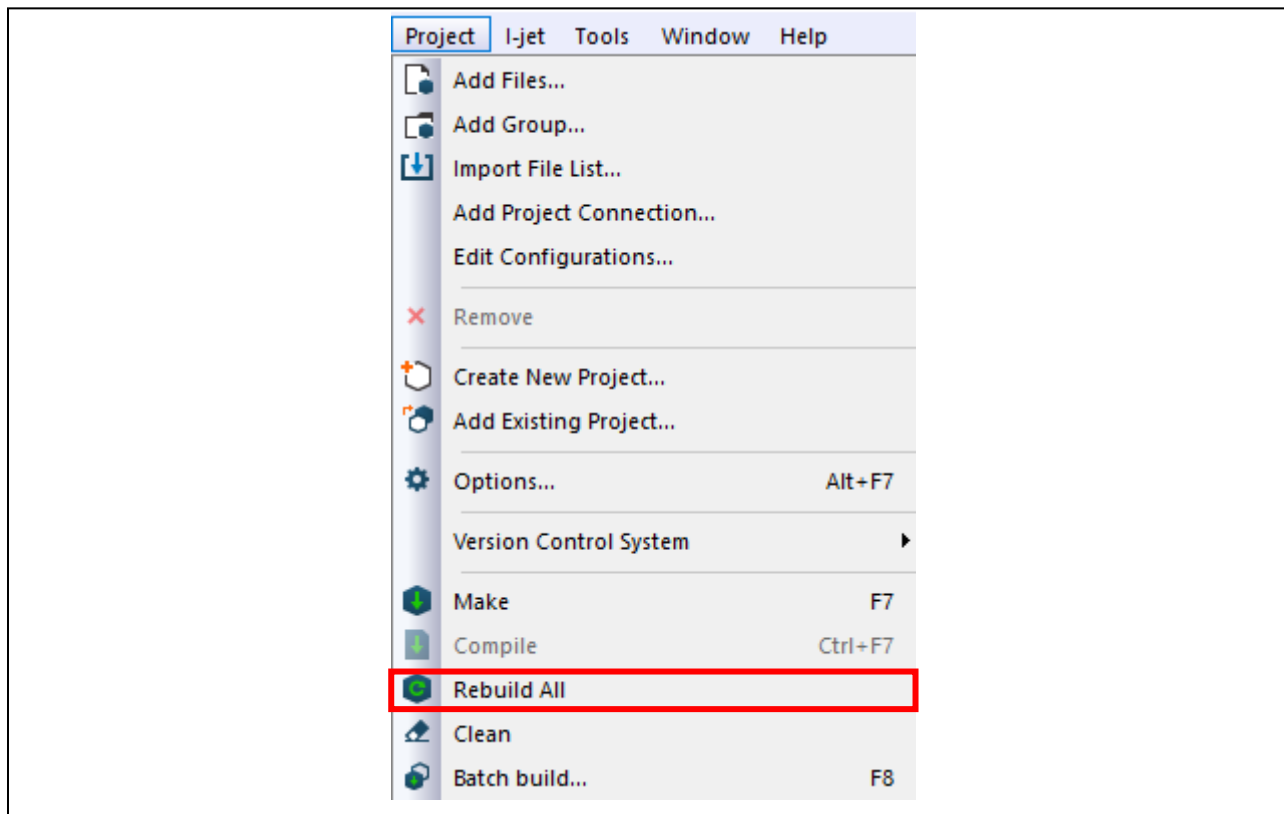 Project I-jet Tools Window Help
Add Files...
Add Group...
Import File List...
Add Project Connection...
Edit Configurations...
Remove
Create New Project...
Add Existing Project...
Options... Alt+F7
Version Control System
Make F7
Compile Ctrl+F7
Rebuild All
Clean
Batch build... F8